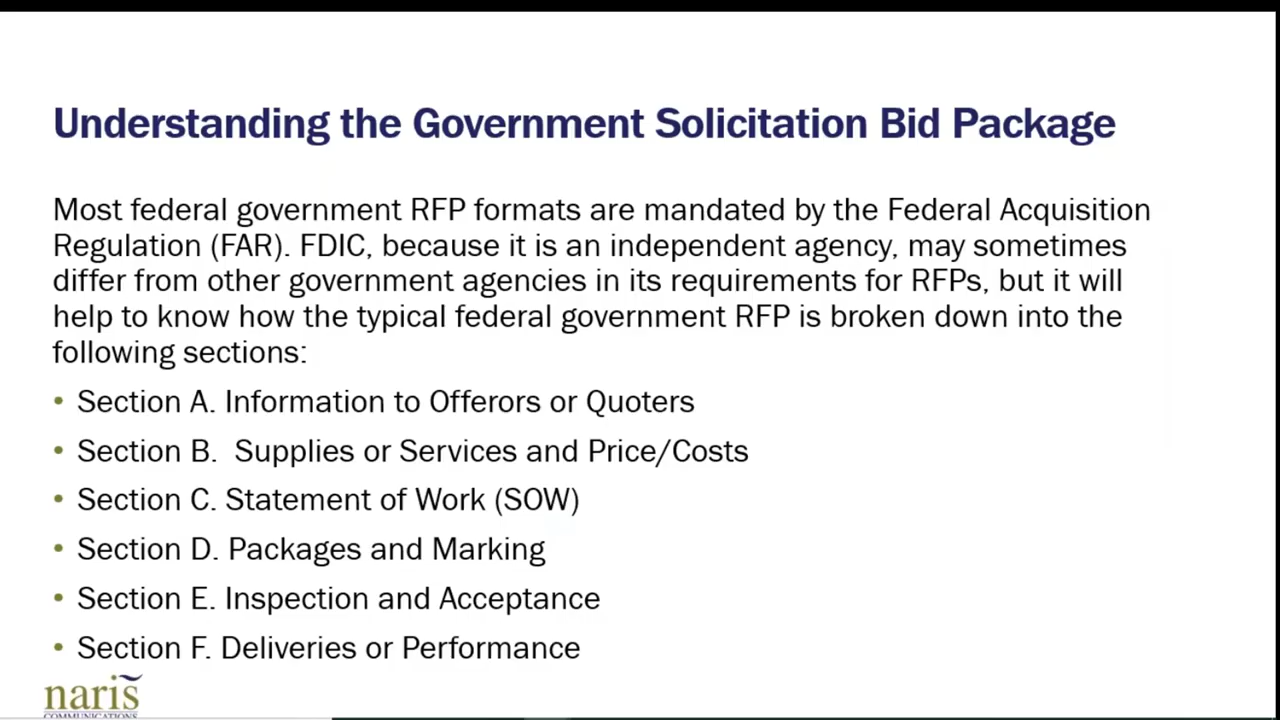 Understanding the Government Solicitation Bid Package
Most federal government RFP formats are mandated by the Federal Acquisition
Regulation (FAR). FDIC, because it is an independent agency, may sometimes
differ from other government agencies in its requirements for RFPs, but it will
help to know how the typical federal government RFP is broken down into the
following sections:
• Section A. Information to Offerors or Quoters
• Section B.  Supplies or Services and Price/Costs
• Section C. Statement of Work (SOW)
• Section D. Packages and Marking
• Section E. Inspection and Acceptance
• Section F. Deliveries or Performance
naris
COMMUNICATIONS